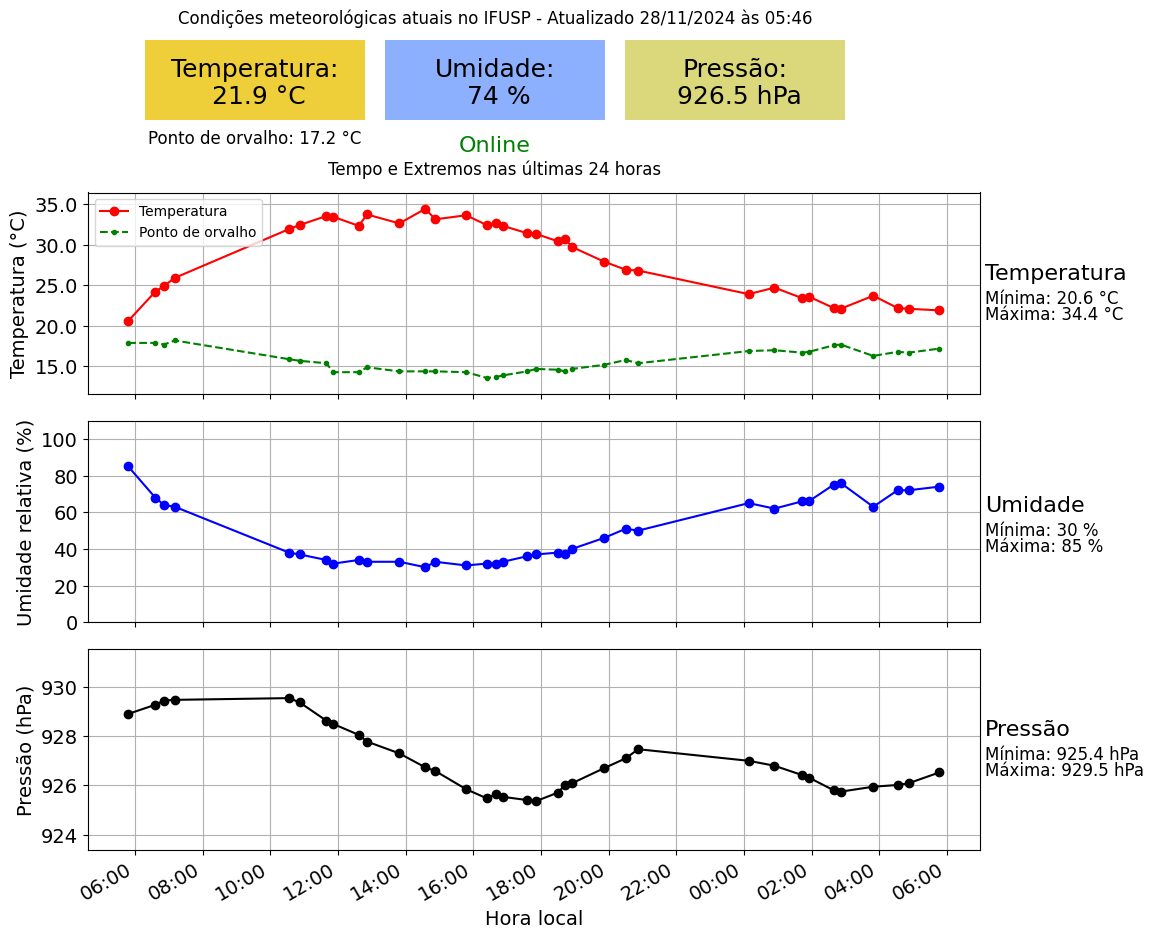 Condições meteorológicas atuais no IFUSP - Atualizado 28/11/2024 às 05:46
Temperatura:
21.9 °C
Umidade:
74 %
Pressão:
926.5 hPa
Ponto de orvalho: 17.2 °C
Online
Tempo e Extremos nas últimas 24 horas
Temperatura (°C)
35.0
30.0
25.0
20.0
15.0
Temperatura
Ponto de orvalho
Temperatura
Mínima: 20.6 °C
Máxima: 34.4 °C
Umidade relativa (%)
100
80
60
40
20
0
Umidade
Mínima: 30 %
Máxima: 85 %
Pressão (hPa)
930
928
926
924
Pressão
Mínima: 925.4 hPa
Máxima: 929.5 hPa
06:00 08:00 10:00 12:00 14:00 16:00 18:00 20:00 22:00 00:00 02:00 04:00 06:00
Hora local